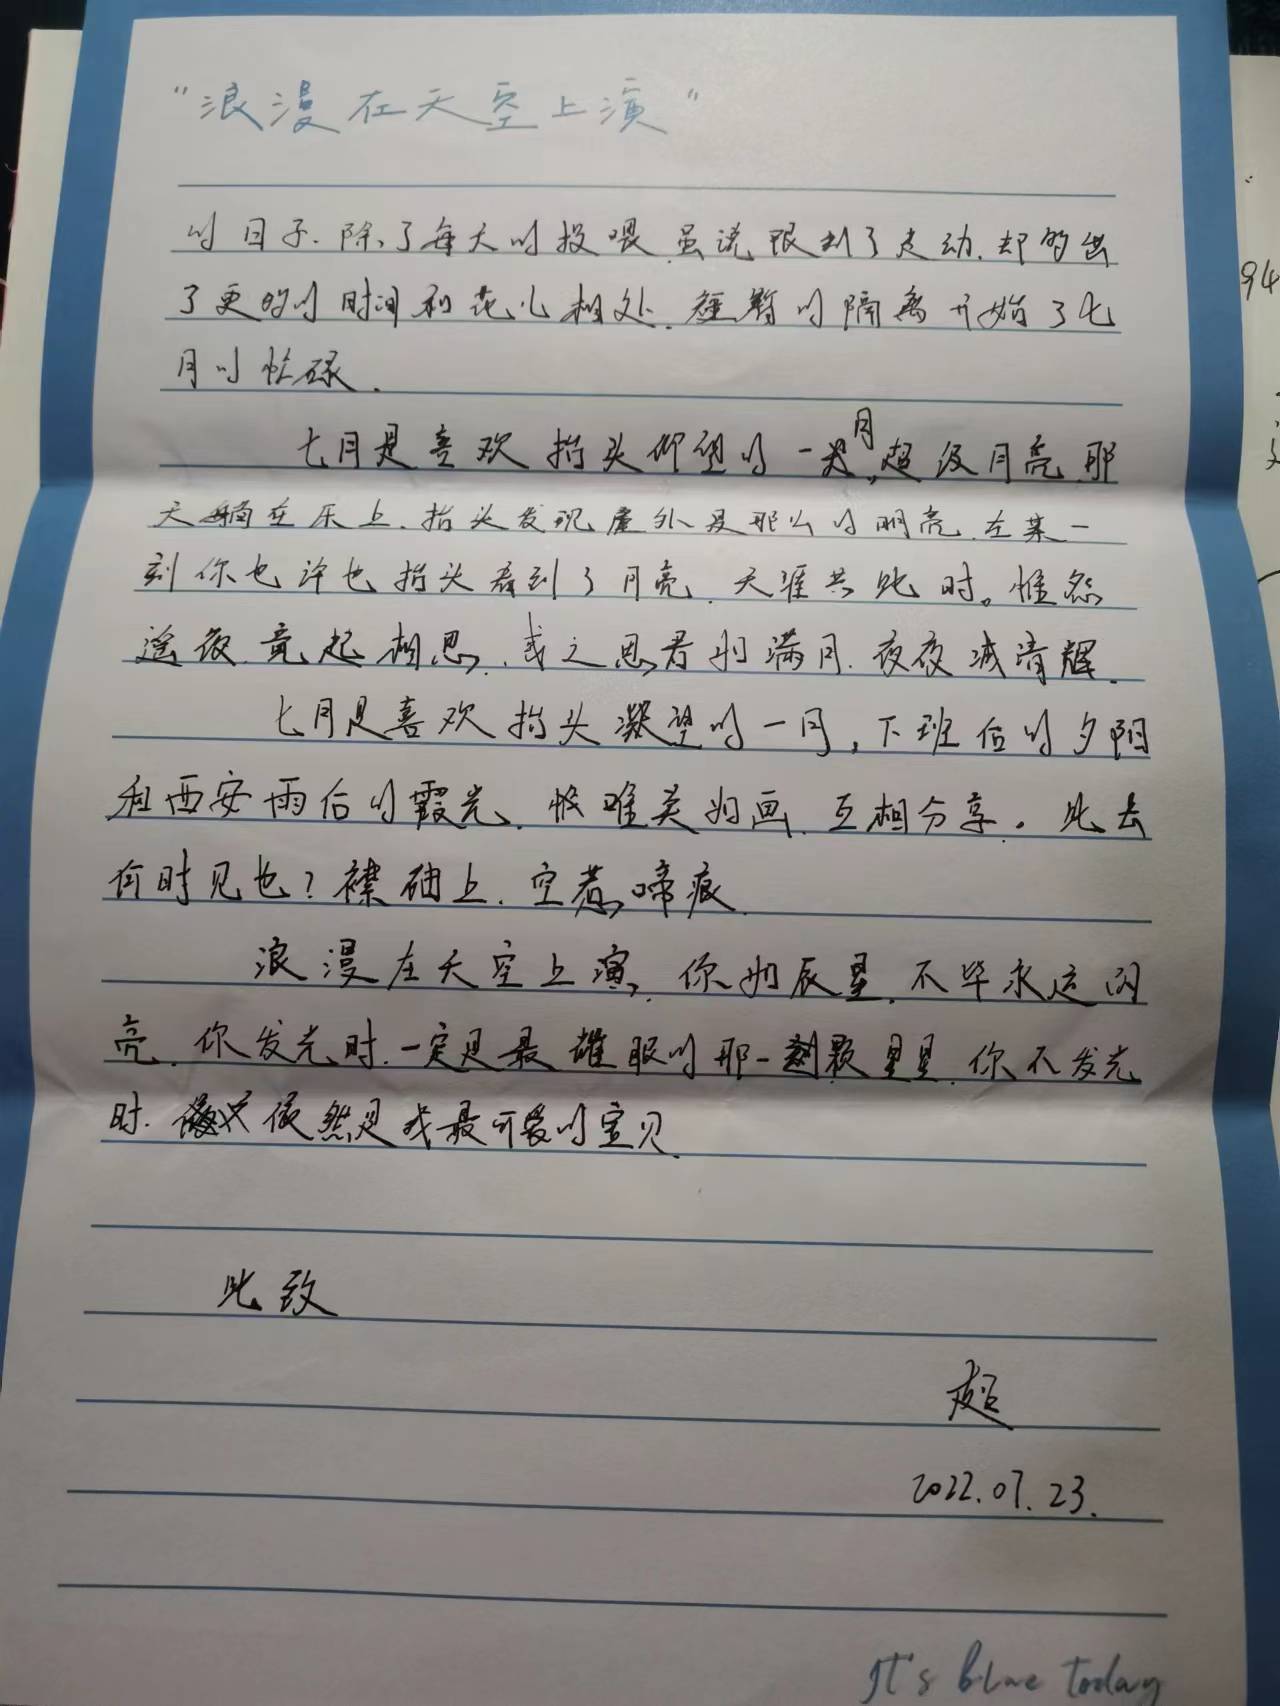 “浪漫在天空上演”
的日子.除了每天的投喂.虽说限制了走动.却多出
了更多的时间和花儿相处.短暂的隔离开始了七
月的忙碌.
七月是喜欢抬头仰望的一月,超级月亮那
天躺在床上.抬头发现窗外是那么的明亮.在某一
刻你也许也抬头看到了月亮.天涯共此时。惟怨
遥夜.竟起相思.或之思君如满月.夜夜减清辉.
七月是喜欢抬头凝望的一月,下班后的夕阳
和西安雨后的霞光.帷美如画.互相分享.此去
何时见也?襟袖上.空惹啼痕.
浪漫在天空上演.你如辰星.不毕永远闪
亮.你发光时.一定是最耀眼的那一颗星星.你不发光
时.依然是我最可爱的宝贝.
此致
超
2022.07.23.
It's blue today
94